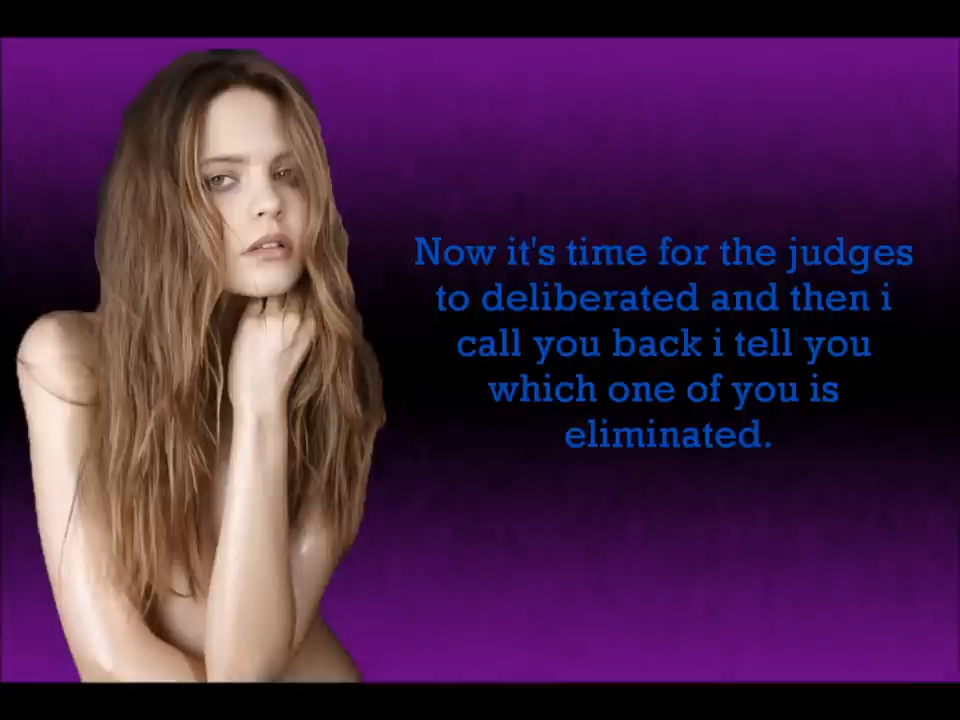 Now it's time for the judges
to deliberated and then i
call you back i tell you
which one of you is
eliminated.